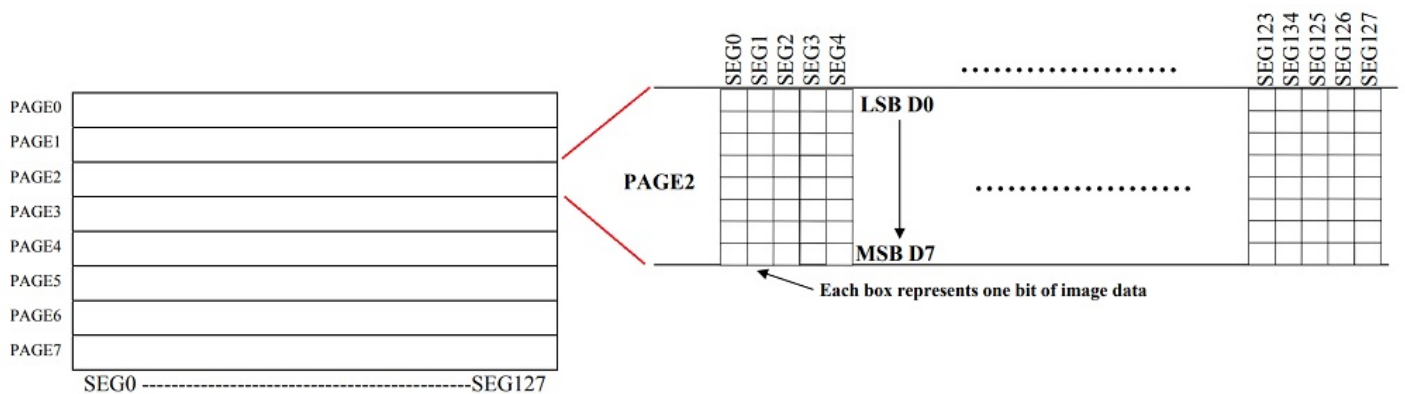 PAGE0
PAGE1
PAGE2
PAGE3
PAGE4
PAGE5
PAGE6
PAGE7
SEG0 --------------------------------------------SEG127
SEG0
SEG1
SEG2
SEG3
SEG4
....................
SEG123
SEG134
SEG125
SEG126
SEG127
LSB D0
PAGE2
....................
MSB D7
Each box represents one bit of image data